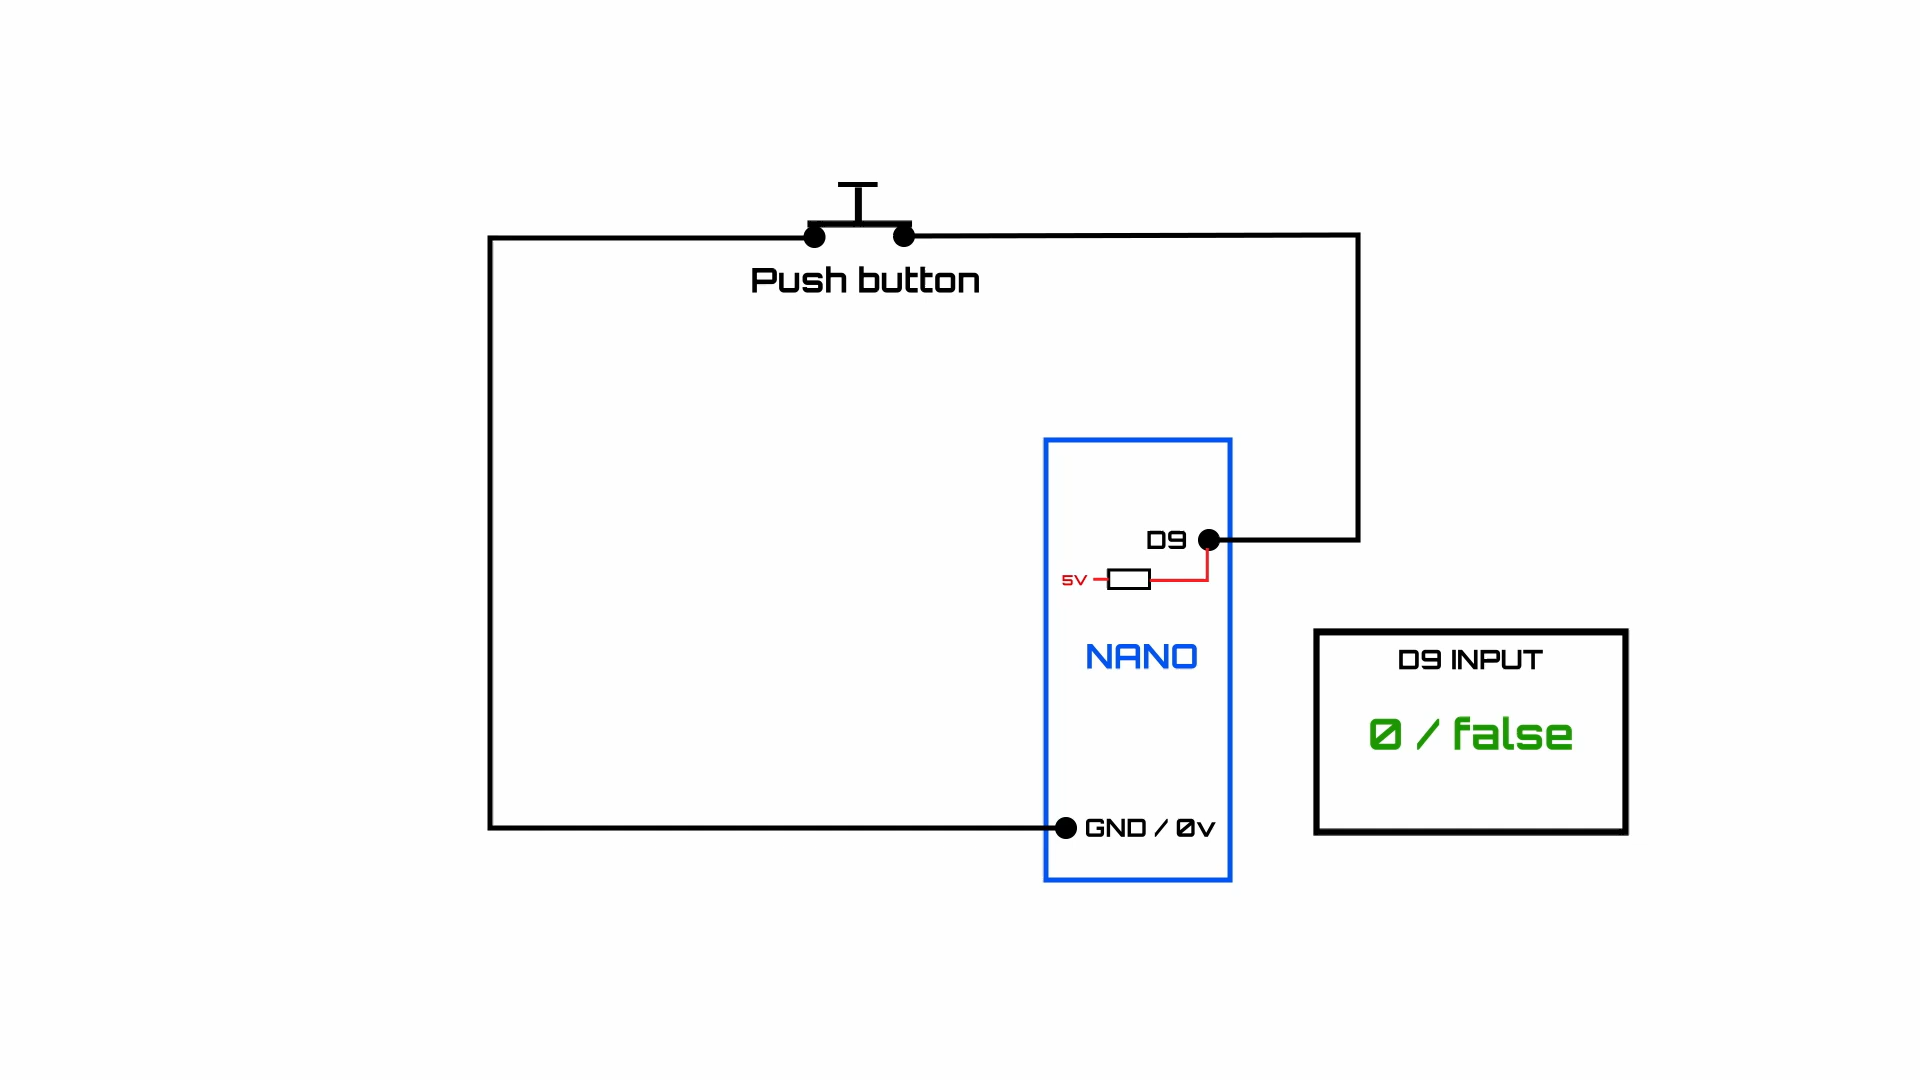 Push button
D9
5V
NANO
D9 INPUT
0 / false
GND / 0v